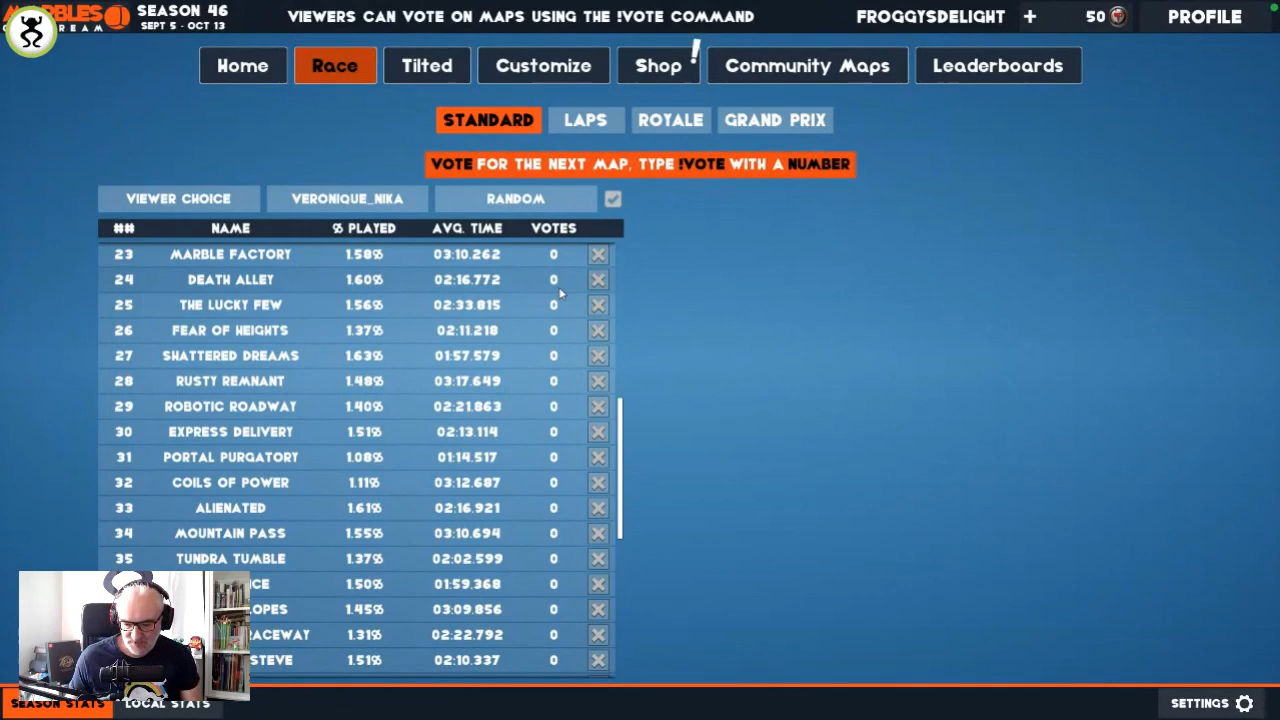 SEASON 46
SEPT 5 - OCT 13
VIEWERS CAN VOTE ON MAPS USING THE !VOTE COMMAND
FROGGYSDELIGHT +
50
PROFILE
Home
Race
Tilted
Customize
Shop !
Community Maps
Leaderboards
STANDARD
LAPS
ROYALE
GRAND PRIX
VOTE FOR THE NEXT MAP, TYPE !VOTE WITH A NUMBER
VIEWER CHOICE
VERONIQUE_NIKA
RANDOM
## NAME % PLAYED AVG. TIME VOTES
23 MARBLE FACTORY 1.58% 03:10.262 0
24 DEATH ALLEY 1.60% 02:16.772 0
25 THE LUCKY FEW 1.56% 02:33.815 0
26 FEAR OF HEIGHTS 1.37% 02:11.218 0
27 SHATTERED DREAMS 1.63% 01:57.579 0
28 RUSTY REMNANT 1.48% 03:17.649 0
29 ROBOTIC ROADWAY 1.40% 02:21.863 0
30 EXPRESS DELIVERY 1.51% 02:13.114 0
31 PORTAL PURGATORY 1.08% 01:14.517 0
32 COILS OF POWER 1.11% 03:12.687 0
33 ALIENATED 1.61% 02:16.921 0
34 MOUNTAIN PASS 1.55% 03:10.694 0
35 TUNDRA TUMBLE 1.37% 02:02.599 0
1.50% 01:59.368 0
1.45% 03:09.856 0
1.31% 02:22.792 0
STEVE 1.51% 02:10.337 0
SEASON STATS
LOCAL STATS
SETTINGS